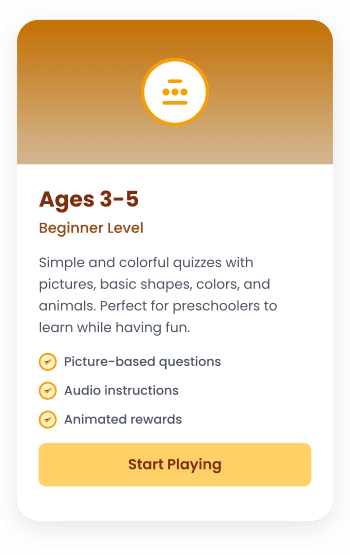 Ages 3-5
Beginner Level
Simple and colorful quizzes with
pictures, basic shapes, colors, and
animals. Perfect for preschoolers to
learn while having fun.
Picture-based questions
Audio instructions
Animated rewards
Start Playing